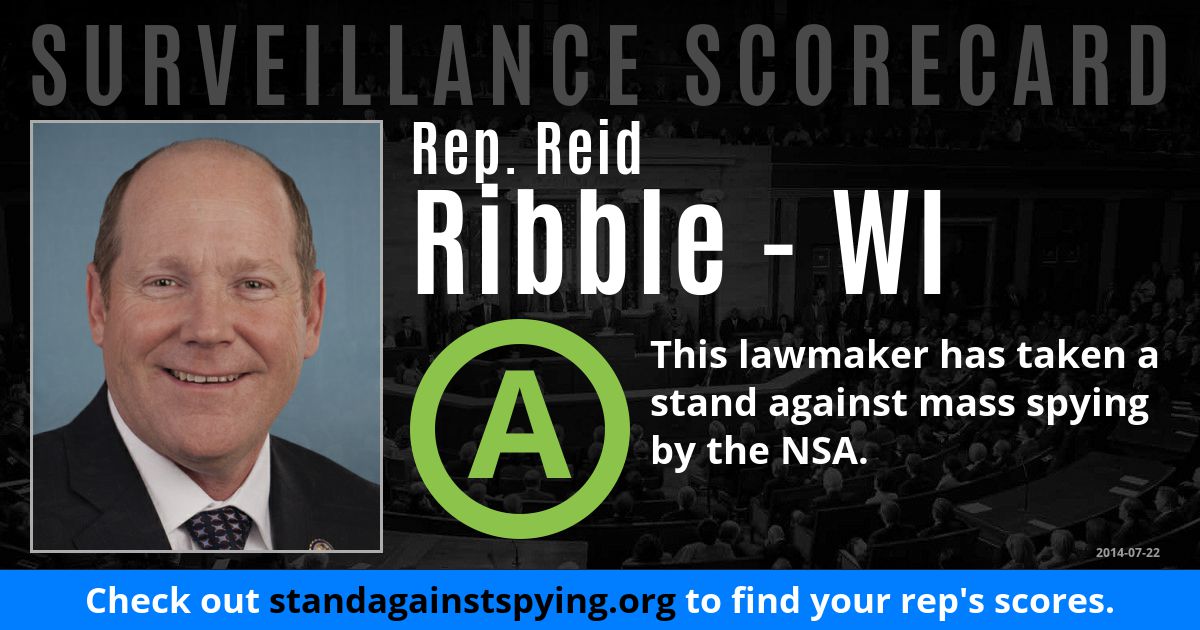 SURVEILLANCE SCORECARD
Rep. Reid
Ribble - WI
A
This lawmaker has taken a
stand against mass spying
by the NSA.
2014-07-22
Check out standagainstspying.org to find your rep's scores.